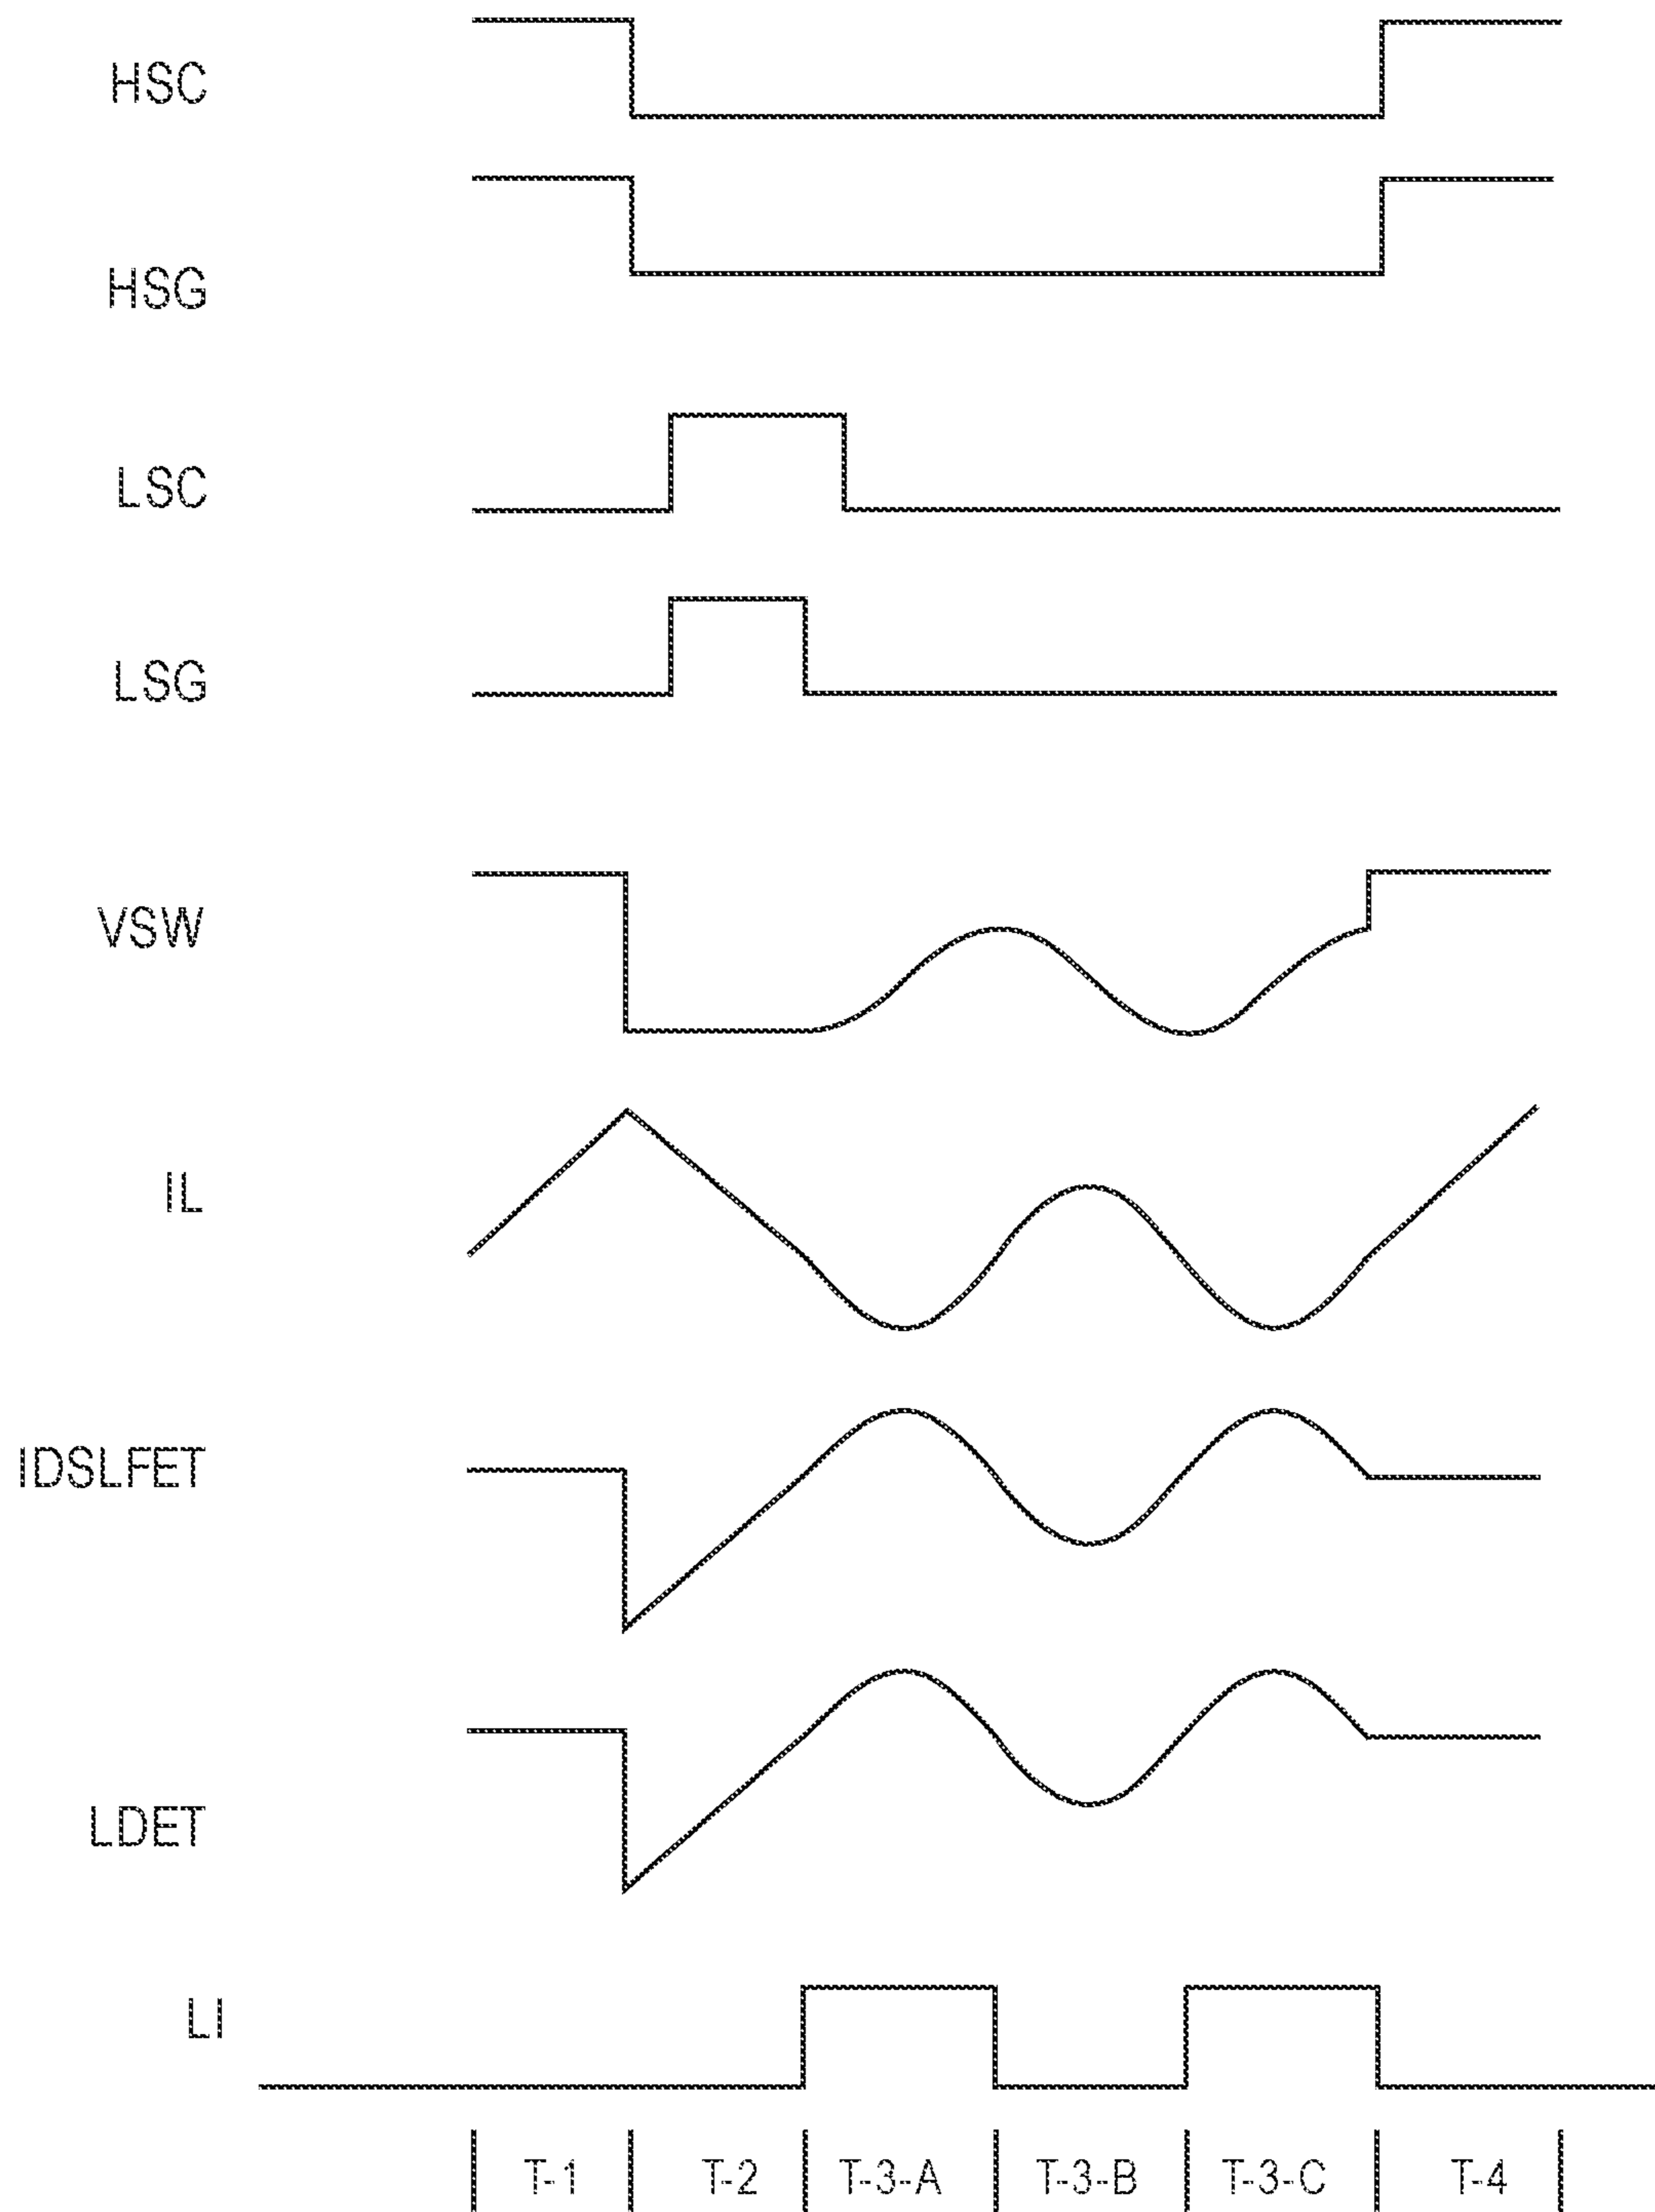 HSC
HSG
LSC
LSG
VSW
IL
IDSLFET
LDET
LI
T-1 T-2 T-3-A T-3-B T-3-C T-4